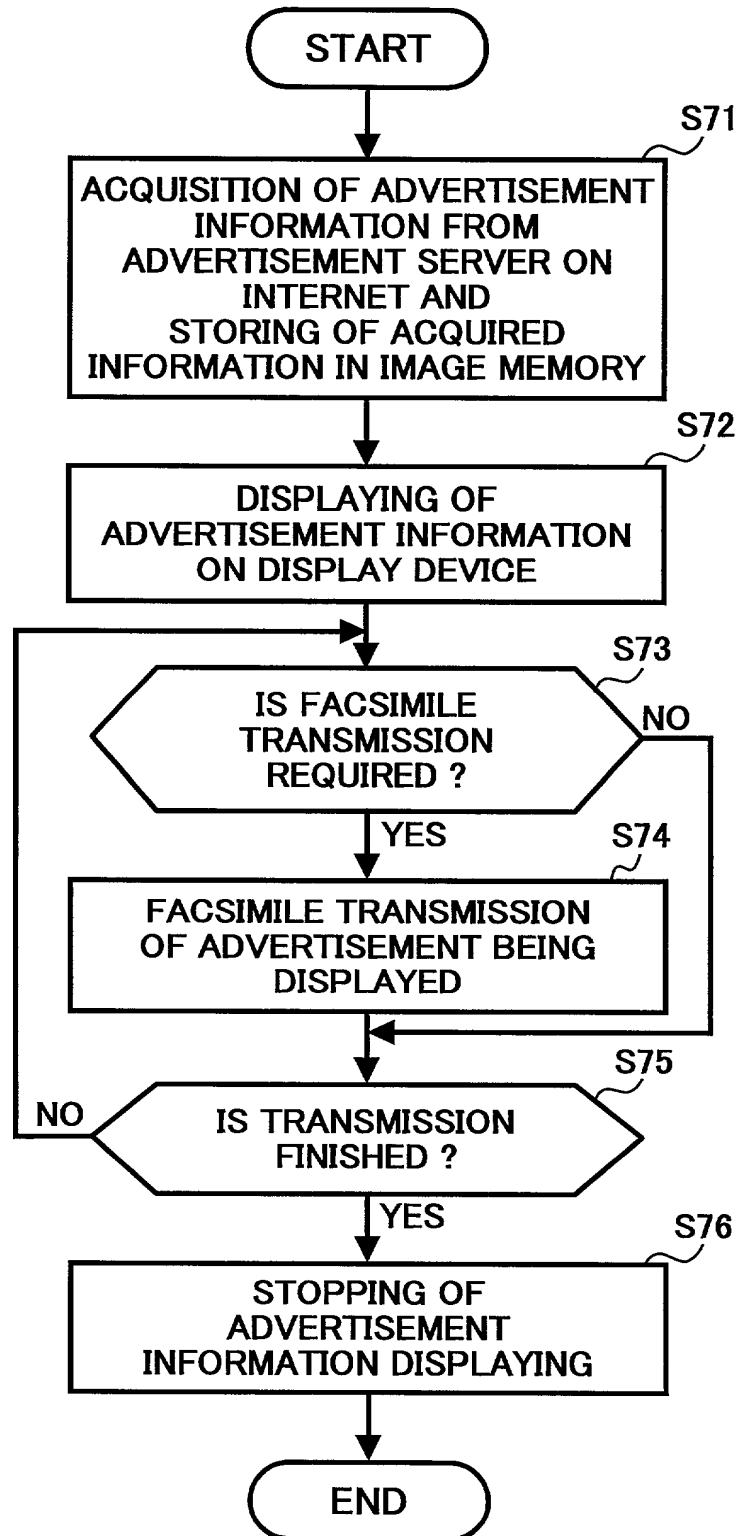 START
S71
ACQUISITION OF ADVERTISEMENT
INFORMATION FROM
ADVERTISEMENT SERVER ON
INTERNET AND
STORING OF ACQUIRED
INFORMATION IN IMAGE MEMORY
S72
DISPLAYING OF
ADVERTISEMENT INFORMATION
ON DISPLAY DEVICE
S73
IS FACSIMILE
TRANSMISSION
REQUIRED ?
NO
YES
S74
FACSIMILE TRANSMISSION
OF ADVERTISEMENT BEING
DISPLAYED
S75
NO
IS TRANSMISSION
FINISHED ?
YES
S76
STOPPING OF
ADVERTISEMENT
INFORMATION DISPLAYING
END